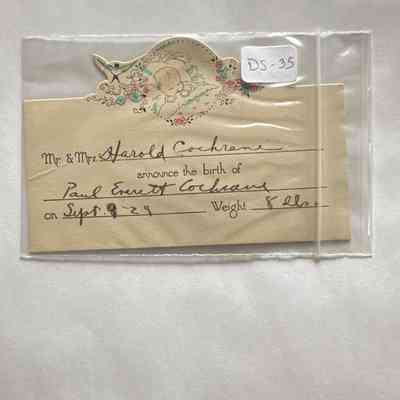 DS-35
Mr. & Mrs. Harold Cochrane
announce the birth of
Paul Everett Cochrane
on Sept. 9-29 Weight 8 lbs.